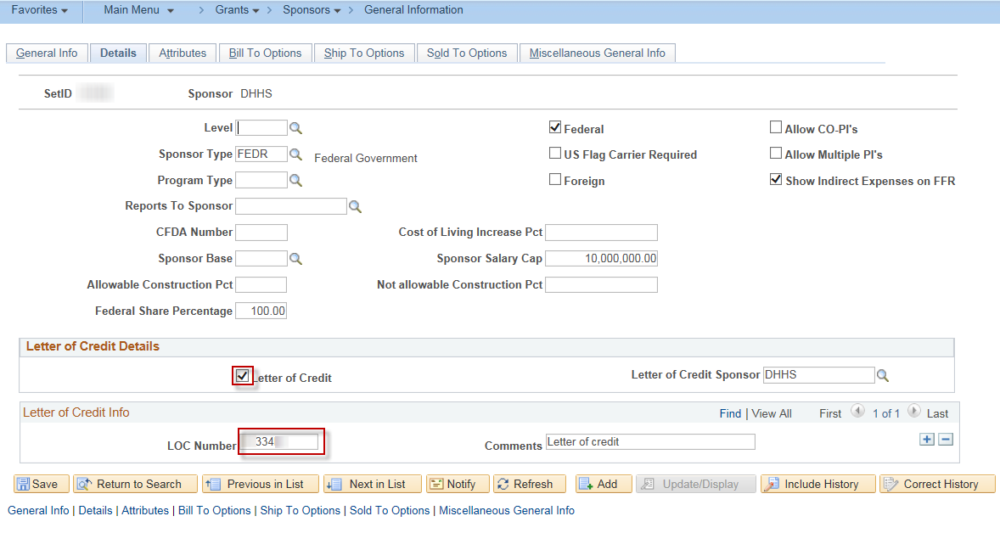 Favorites Main Menu > Grants > Sponsors > General Information
General Info Details Attributes Bill To Options Ship To Options Sold To Options Miscellaneous General Info
SetID Sponsor DHHS
Level Federal Allow CO-PI's
Sponsor Type FEDR Federal Government US Flag Carrier Required Allow Multiple PI's
Program Type Foreign Show Indirect Expenses on FFR
Reports To Sponsor
CFDA Number Cost of Living Increase Pct
Sponsor Base Sponsor Salary Cap 10,000,000.00
Allowable Construction Pct Not allowable Construction Pct
Federal Share Percentage 100.00
Letter of Credit Details
Letter of Credit Letter of Credit Sponsor DHHS
Letter of Credit Info Find | View All First 1 of 1 Last
LOC Number 334 Comments Letter of credit
Save Return to Search Previous in List Next in List Notify Refresh Add Update/Display Include History Correct History
General Info | Details | Attributes | Bill To Options | Ship To Options | Sold To Options | Miscellaneous General Info